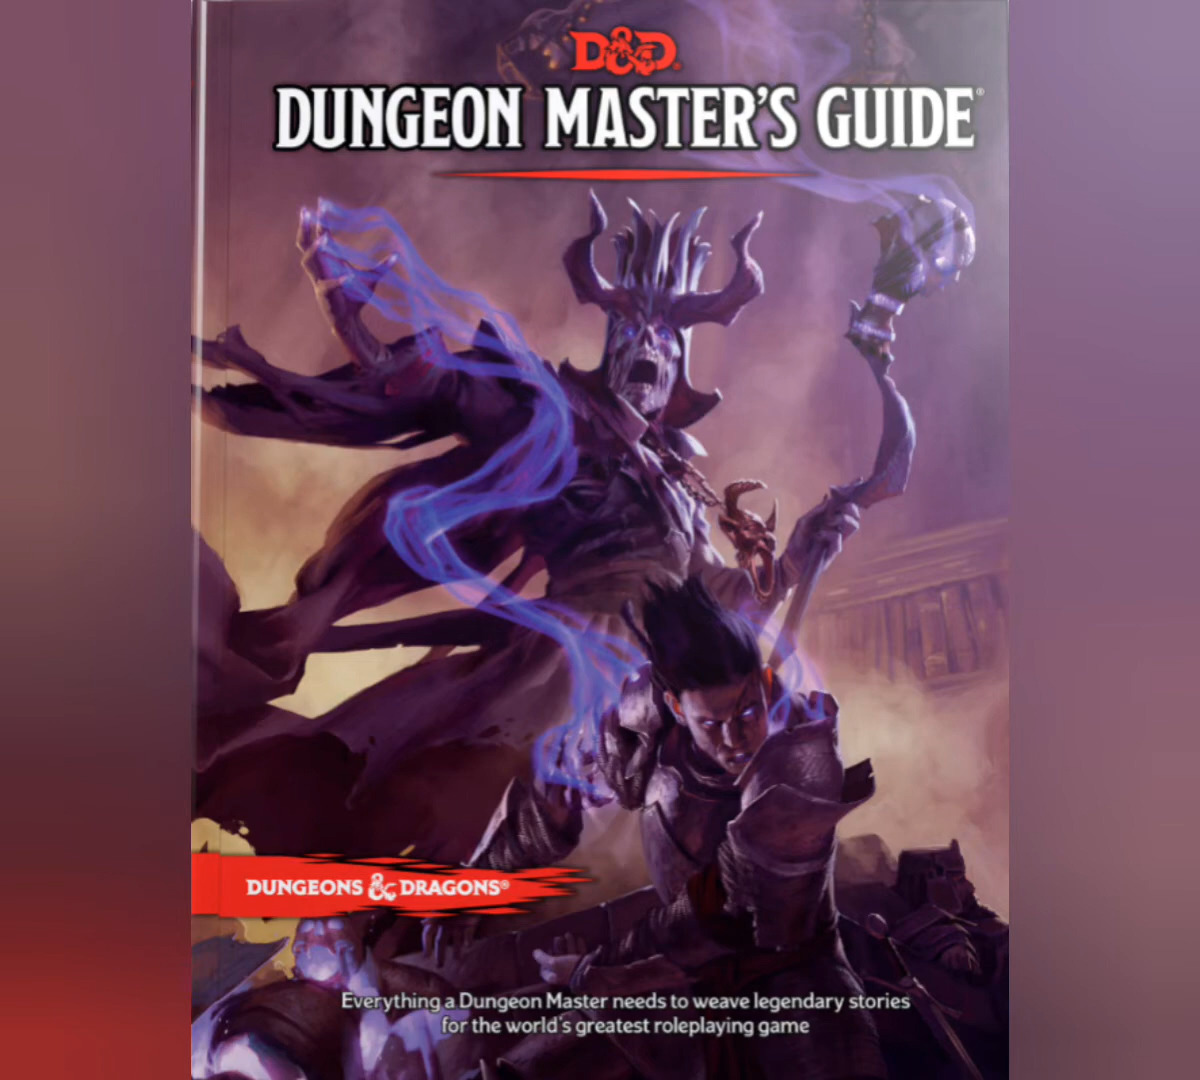 D&D®
DUNGEON MASTER'S GUIDE®
DUNGEONS & DRAGONS®
Everything a Dungeon Master needs to weave legendary stories
for the world's greatest roleplaying game